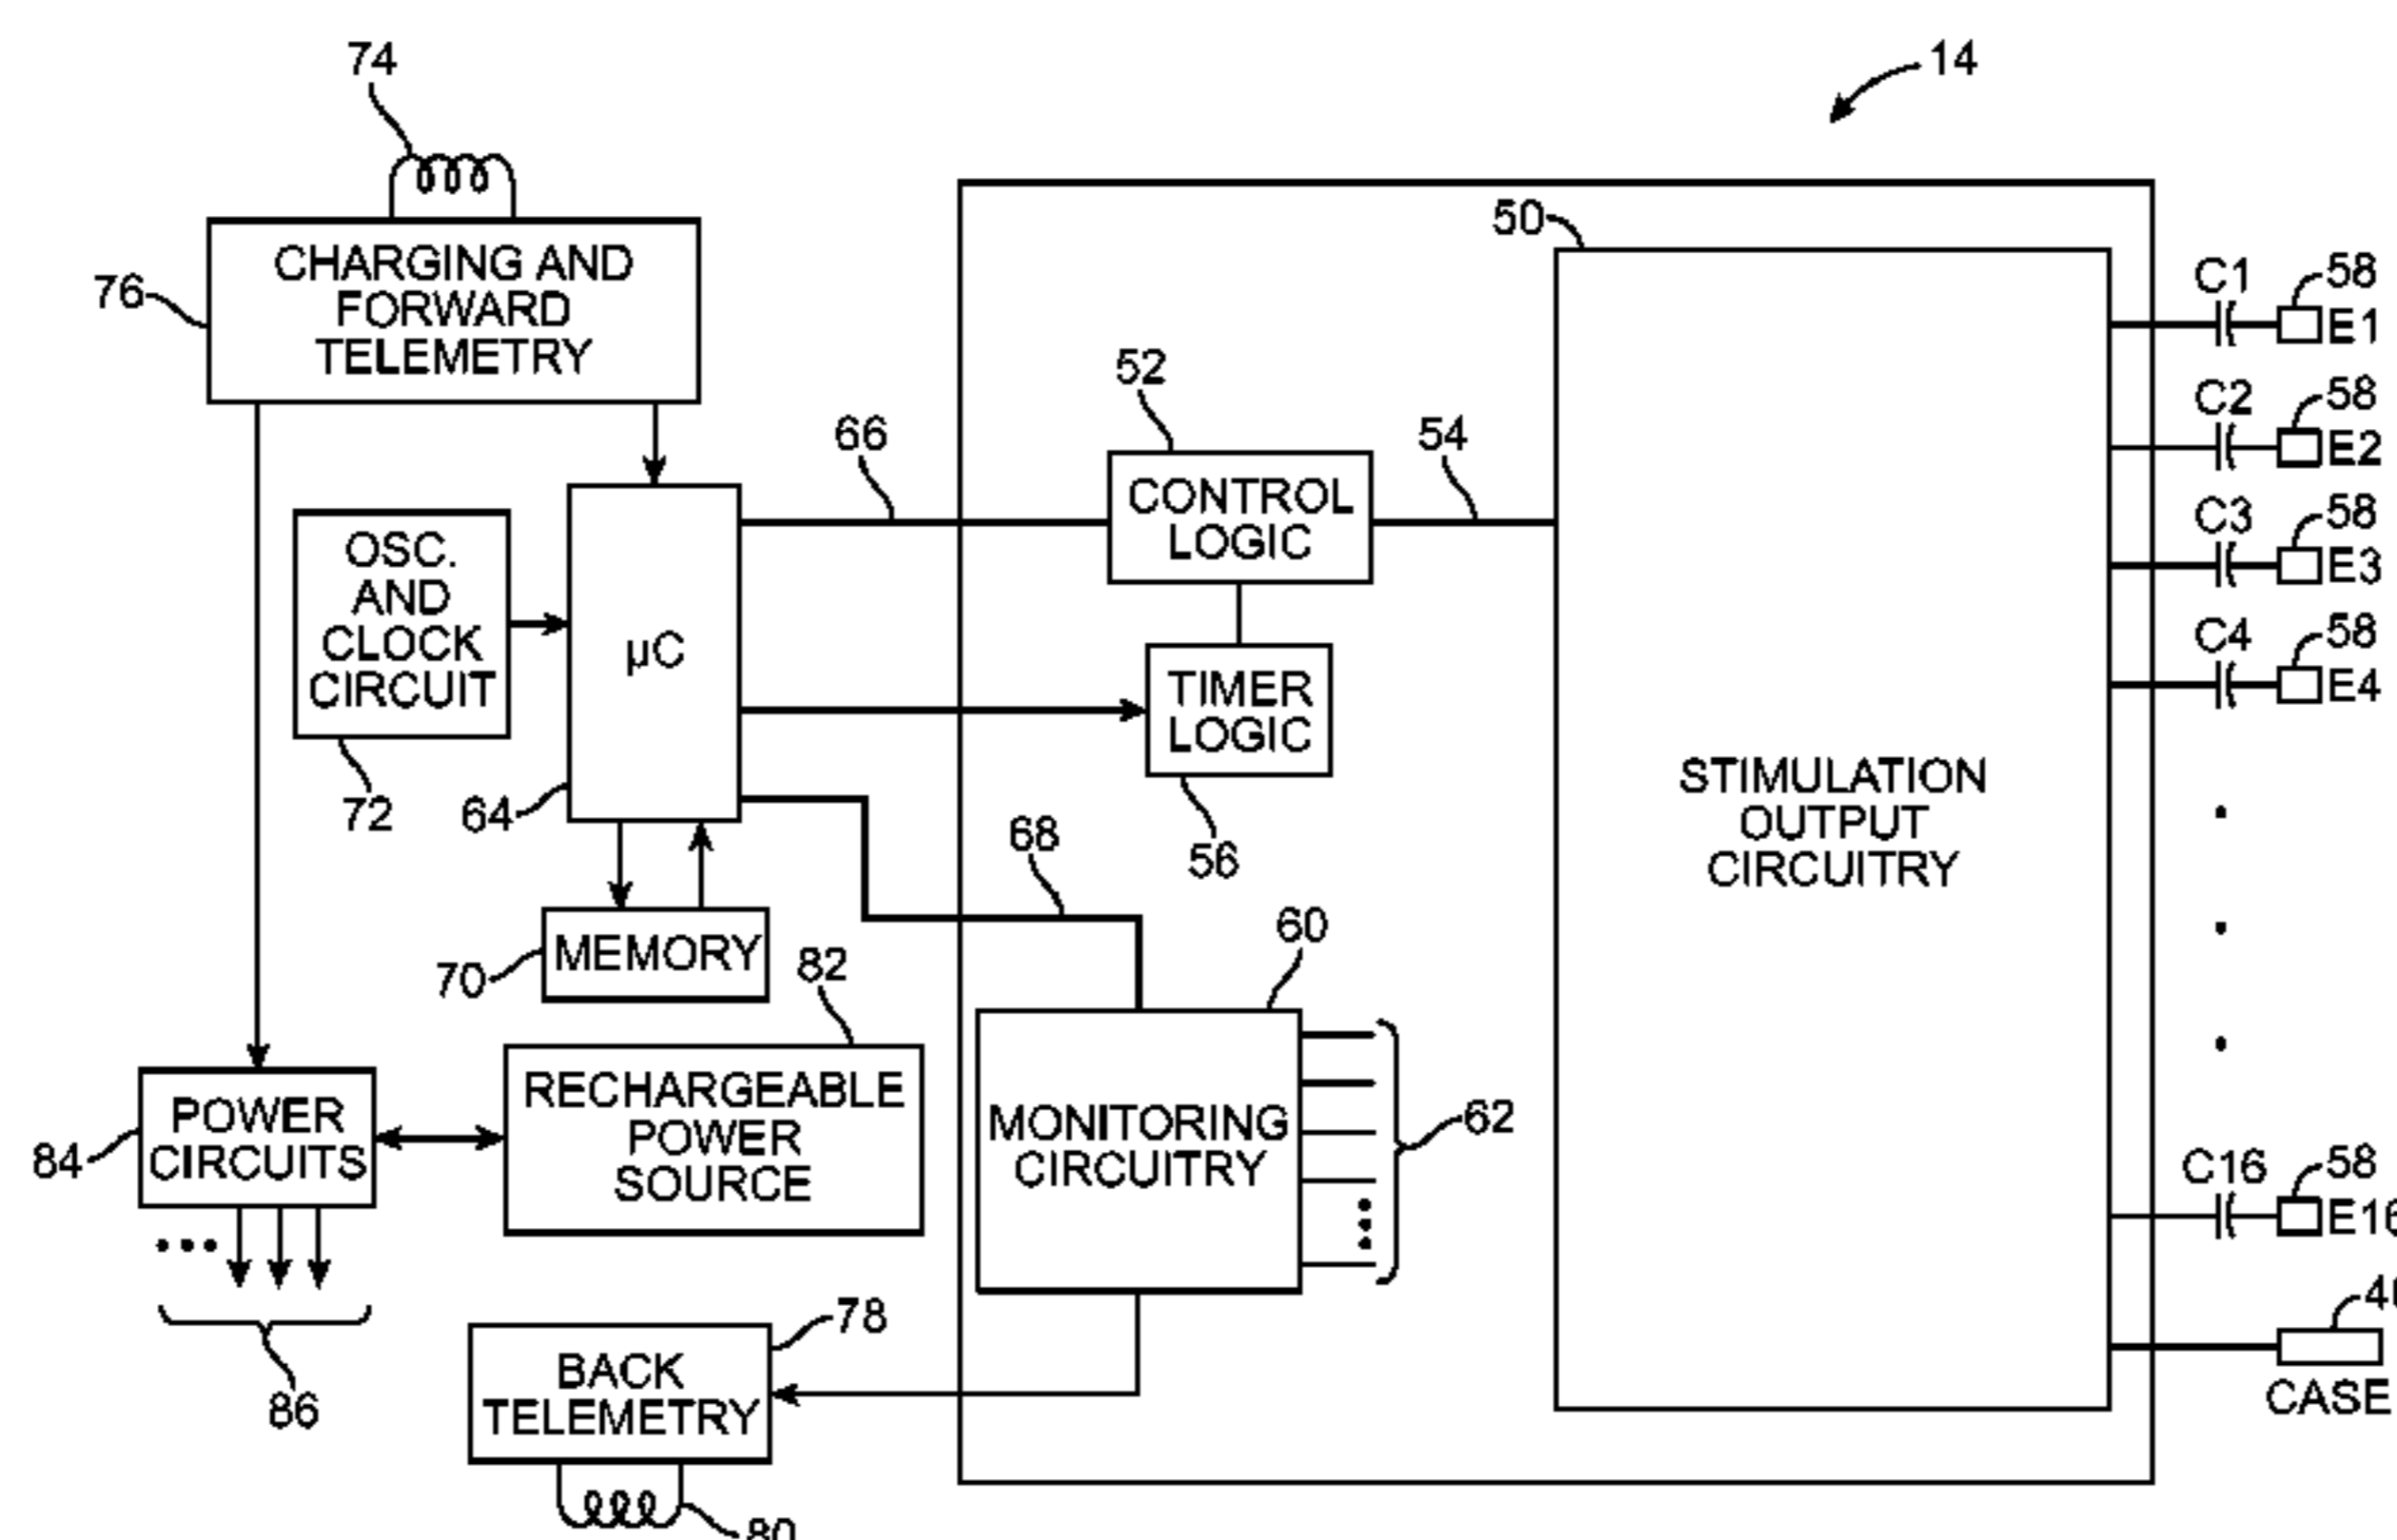 74
14
CHARGING AND
FORWARD
TELEMETRY
76
50
C1
58
E1
52
C2
58
E2
66
54
CONTROL
LOGIC
C3
58
E3
OSC.
AND
CLOCK
CIRCUIT
µC
C4
58
E4
TIMER
LOGIC
72
64
56
STIMULATION
OUTPUT
CIRCUITRY
68
MEMORY
70
82
60
POWER
CIRCUITS
84
RECHARGEABLE
POWER
SOURCE
MONITORING
CIRCUITRY
62
C16
58
E16
86
78
BACK
TELEMETRY
80
CASE